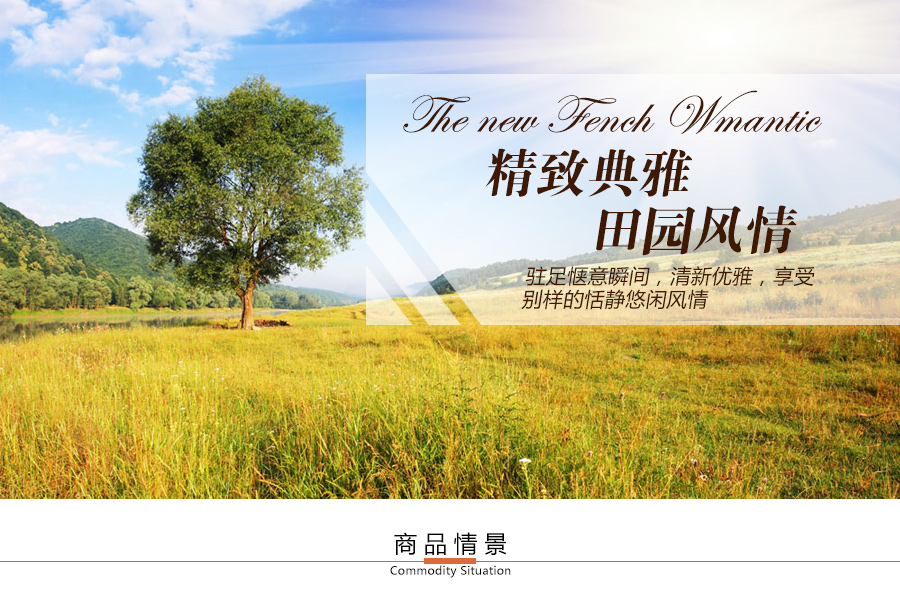 The new Fench Wmantic
精致典雅
田园风情
驻足惬意瞬间，清新优雅，享受
别样的恬静悠闲风情
商品情景
Commodity Situation